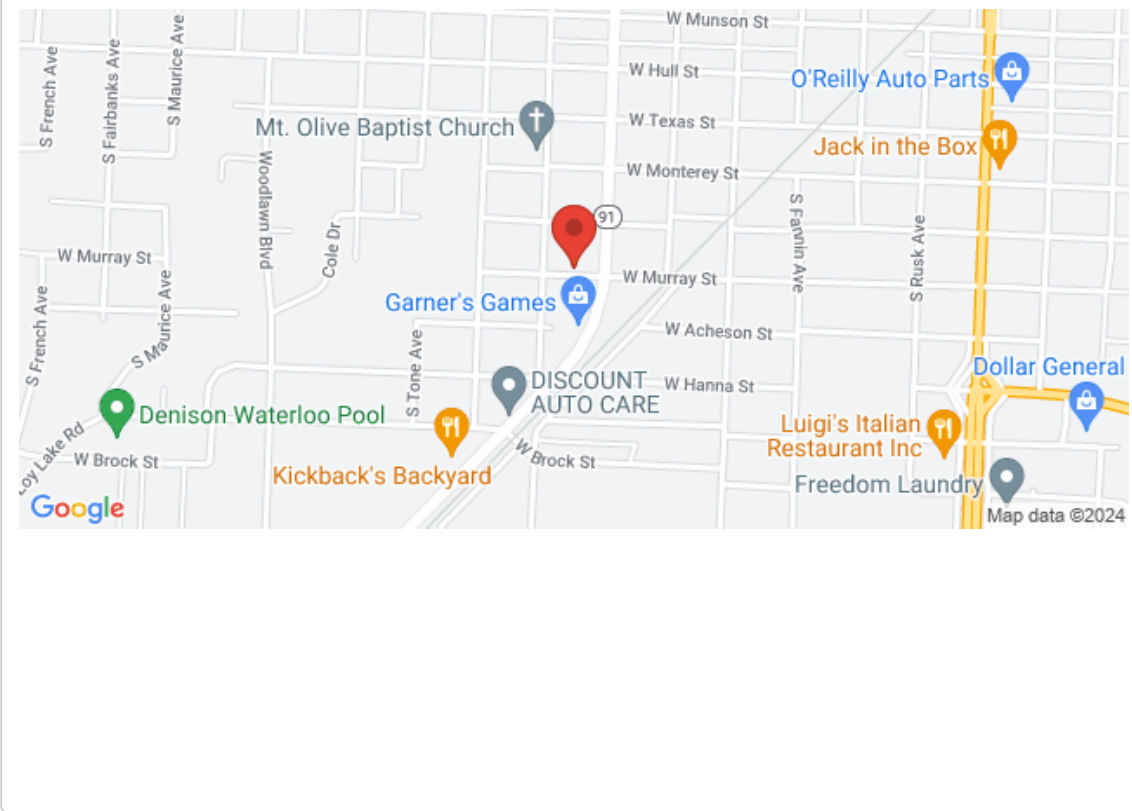 W Munson St
S French Ave
S Fairbanks Ave
S Maurice Ave
W Hull St
O'Reilly Auto Parts
Mt. Olive Baptist Church
W Texas St
Jack in the Box
W Monterey St
Woodlawn Blvd
S Fannin Ave
91
Cole Dr
S Rusk Ave
W Murray St
W Murray St
Garner's Games
S French Ave
S Maurice Ave
W Acheson St
S Tone Ave
DISCOUNT
AUTO CARE
W Hanna St
Dollar General
Denison Waterloo Pool
Luigi's Italian
Restaurant Inc
Loy Lake Rd
W Brock St
W Brock St
Kickback's Backyard
Freedom Laundry
Google
Map data ©2024